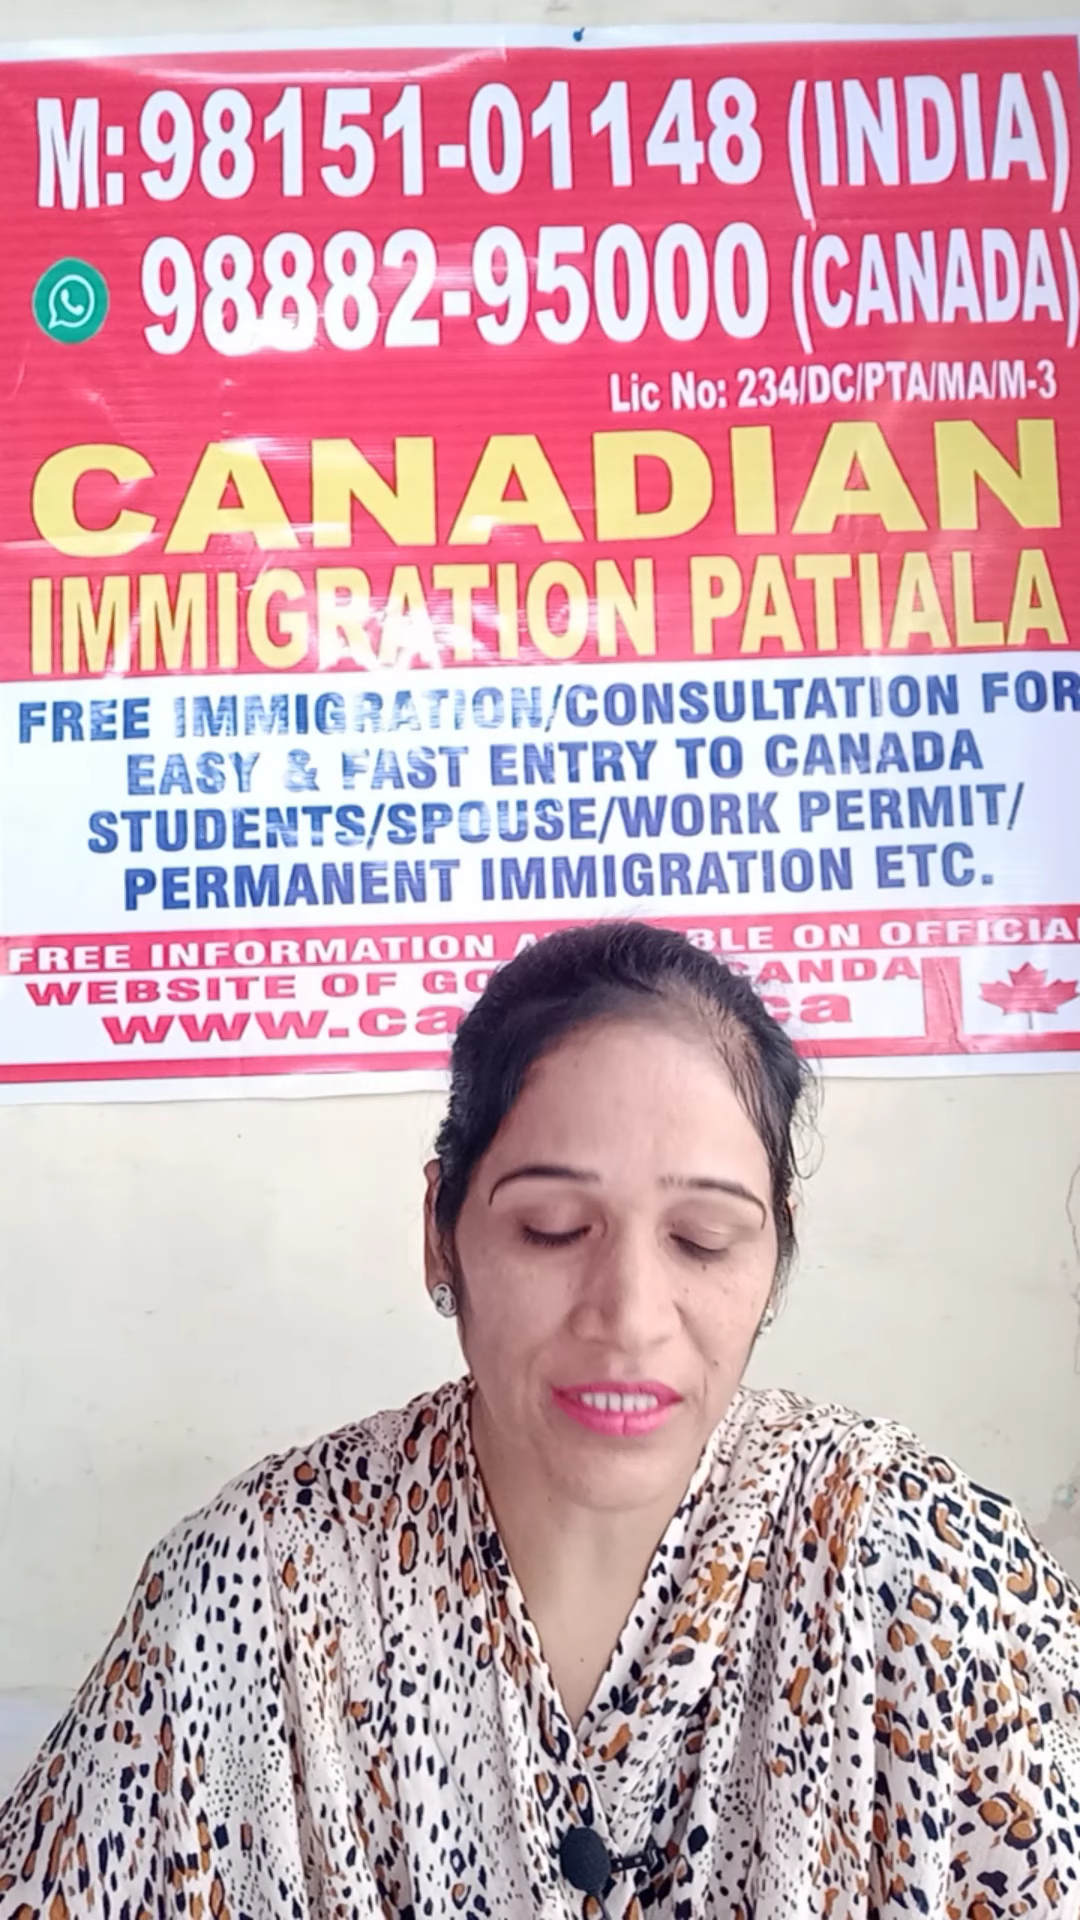 M:98151-01148 (INDIA)
98882-95000 (CANADA)
Lic No: 234/DC/PTA/MA/M-3
CANADIAN
IMMIGRATION PATIALA
FREE IMMIGRATION/CONSULTATION FOR
EASY & FAST ENTRY TO CANADA
STUDENTS/SPOUSE/WORK PERMIT/
PERMANENT IMMIGRATION ETC.
FREE INFORMATION ON OFFICIAL
WEBSITE OF